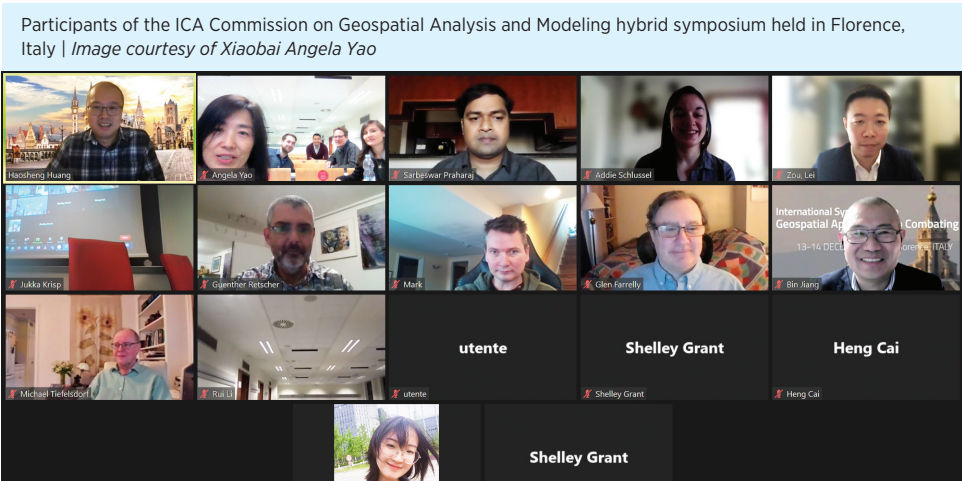 Participants of the ICA Commission on Geospatial Analysis and Modeling hybrid symposium held in Florence,
Italy | Image courtesy of Xiaobai Angela Yao
Haosheng Huang
Angela Yao
Sarbeswar Praharaj
Addie Schlussel
Zou, Lei
International Sy
Geospatial Ap Combating
13-14 DEC orence, ITALY
Jukka Krisp
Guenther Retscher
Mark
Glen Farrelly
Bin Jiang
utente
Shelley Grant
Heng Cai
Michael Tiefelsdorf
Rui Li
utente
Shelley Grant
Heng Cai
Shelley Grant